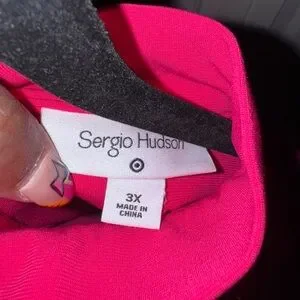 Sergio Hudson
3X
MADE IN
CHINA